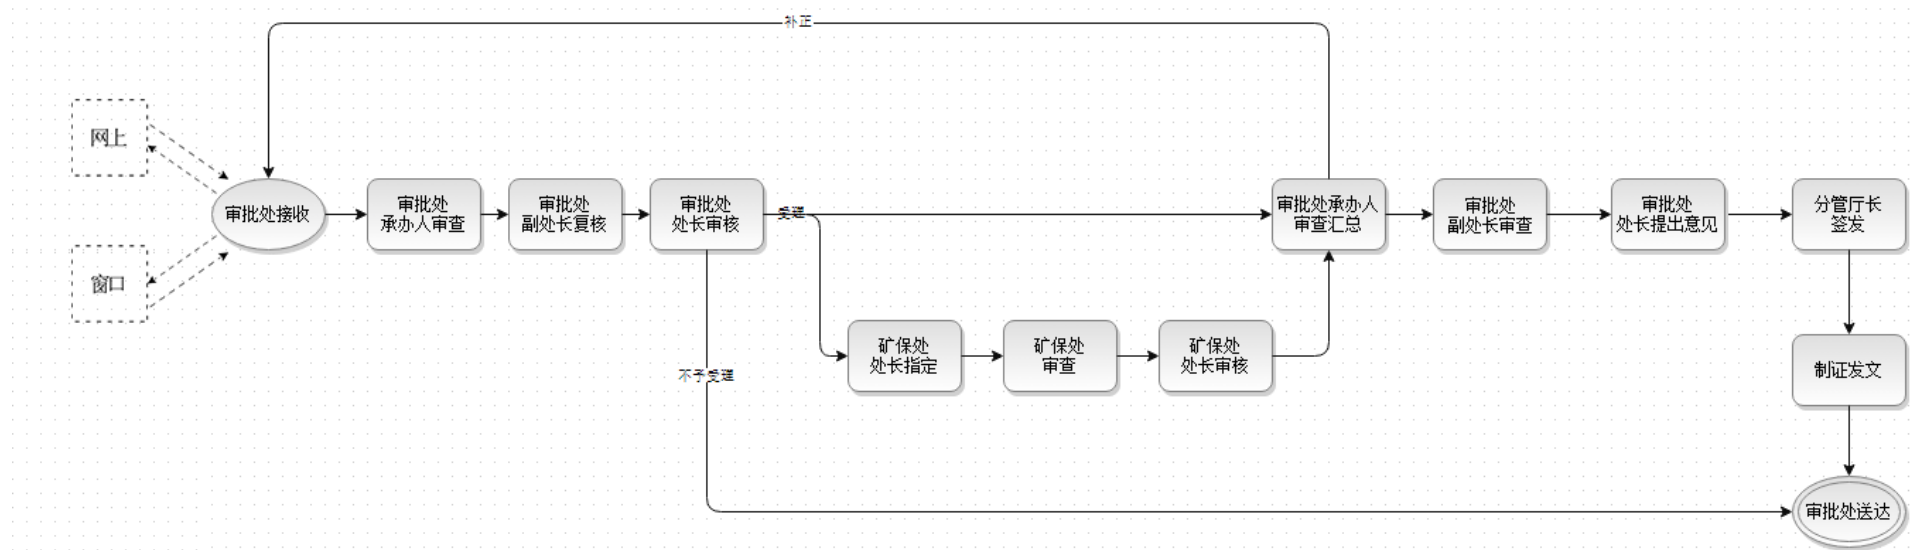 补正
网上
审批处接收
审批处
承办人审查
审批处
副处长复核
审批处
处长审核
受理
审批处承办人
审查汇总
审批处
副处长审查
审批处
处长提出意见
分管厅长
签发
窗口
矿保处
处长指定
矿保处
审查
矿保处
处长审核
不予受理
制证发文
审批处送达